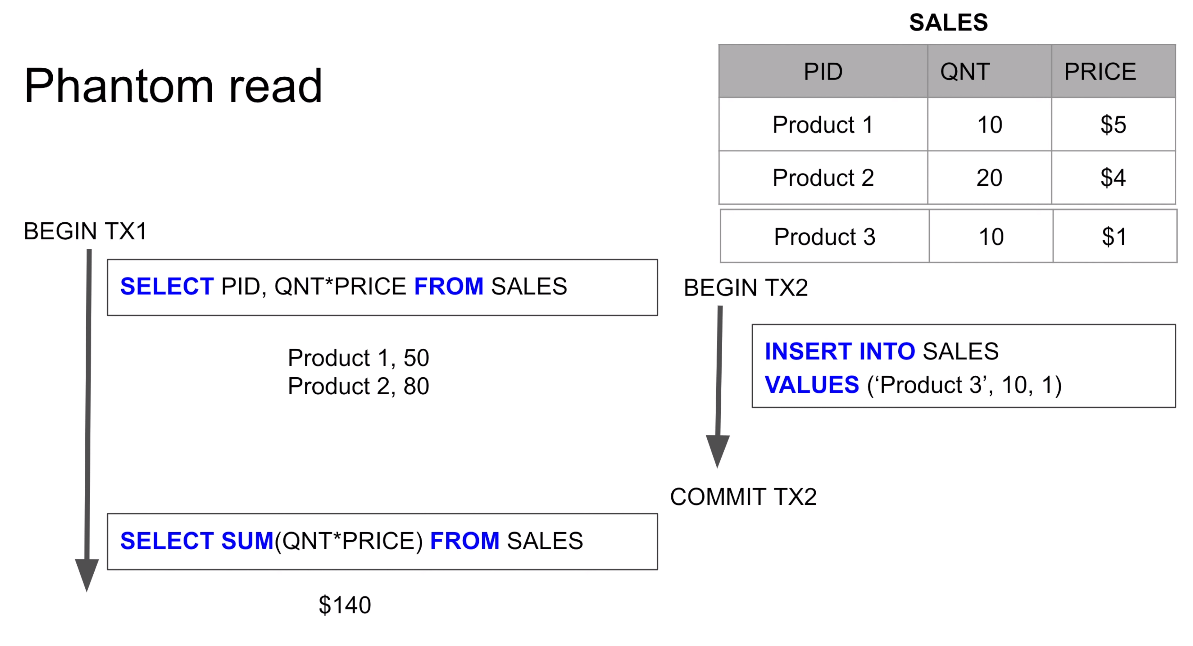 SALES
Phantom read
PID QNT PRICE
Product 1 10 $5
Product 2 20 $4
Product 3 10 $1
BEGIN TX1
SELECT PID, QNT*PRICE FROM SALES
Product 1, 50
Product 2, 80
BEGIN TX2
INSERT INTO SALES
VALUES (‘Product 3’, 10, 1)
COMMIT TX2
SELECT SUM(QNT*PRICE) FROM SALES
$140